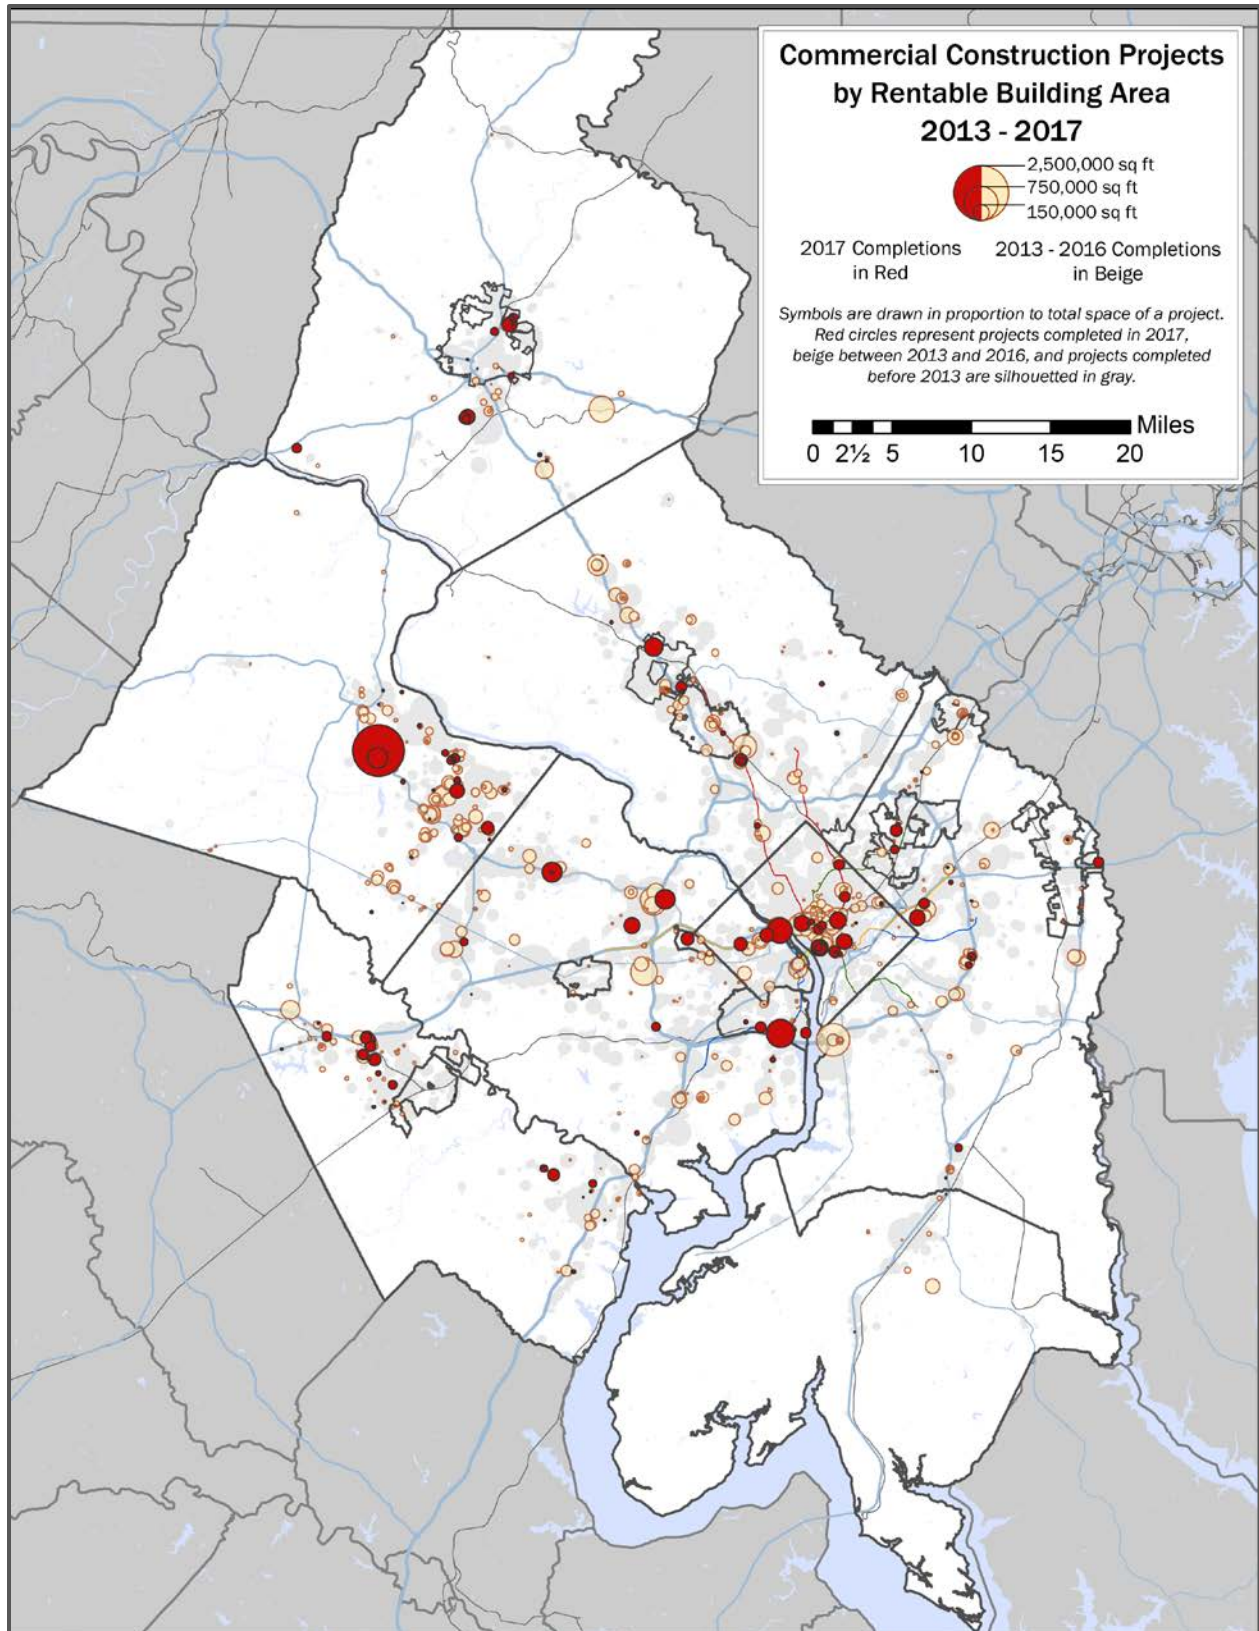 Commercial Construction Projects
by Rentable Building Area
2013 - 2017
2,500,000 sq ft
750,000 sq ft
150,000 sq ft
2017 Completions
in Red
2013 - 2016 Completions
in Beige
Symbols are drawn in proportion to total space of a project.
Red circles represent projects completed in 2017,
beige between 2013 and 2016, and projects completed
before 2013 are silhouetted in gray.
Miles
0 2½ 5 10 15 20